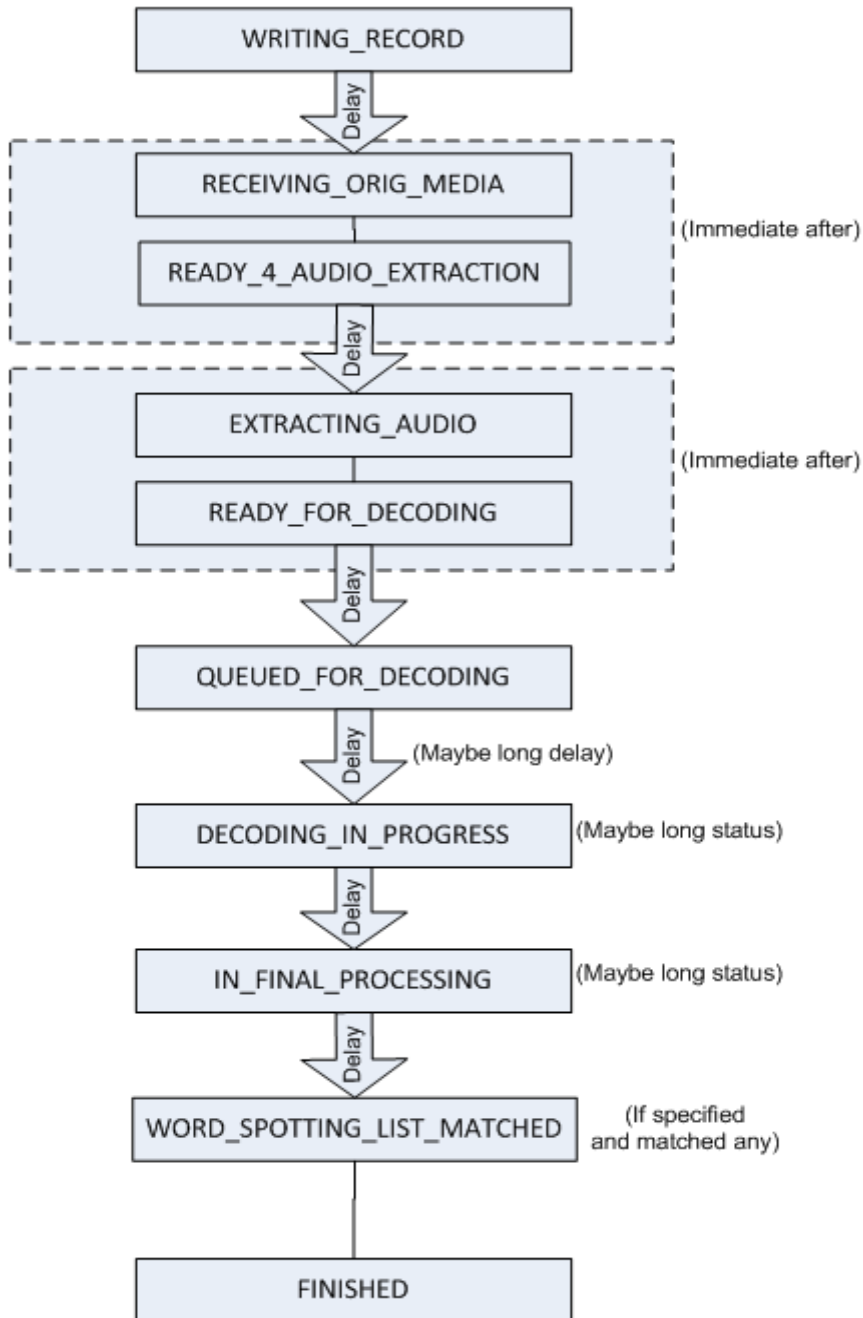 WRITING_RECORD
Delay
RECEIVING_ORIG_MEDIA
(Immediate after)
READY_4_AUDIO_EXTRACTION
Delay
EXTRACTING_AUDIO
(Immediate after)
READY_FOR_DECODING
Delay
QUEUED_FOR_DECODING
Delay
(Maybe long delay)
DECODING_IN_PROGRESS
(Maybe long status)
Delay
IN_FINAL_PROCESSING
(Maybe long status)
Delay
WORD_SPOTTING_LIST_MATCHED
(If specified
and matched any)
FINISHED